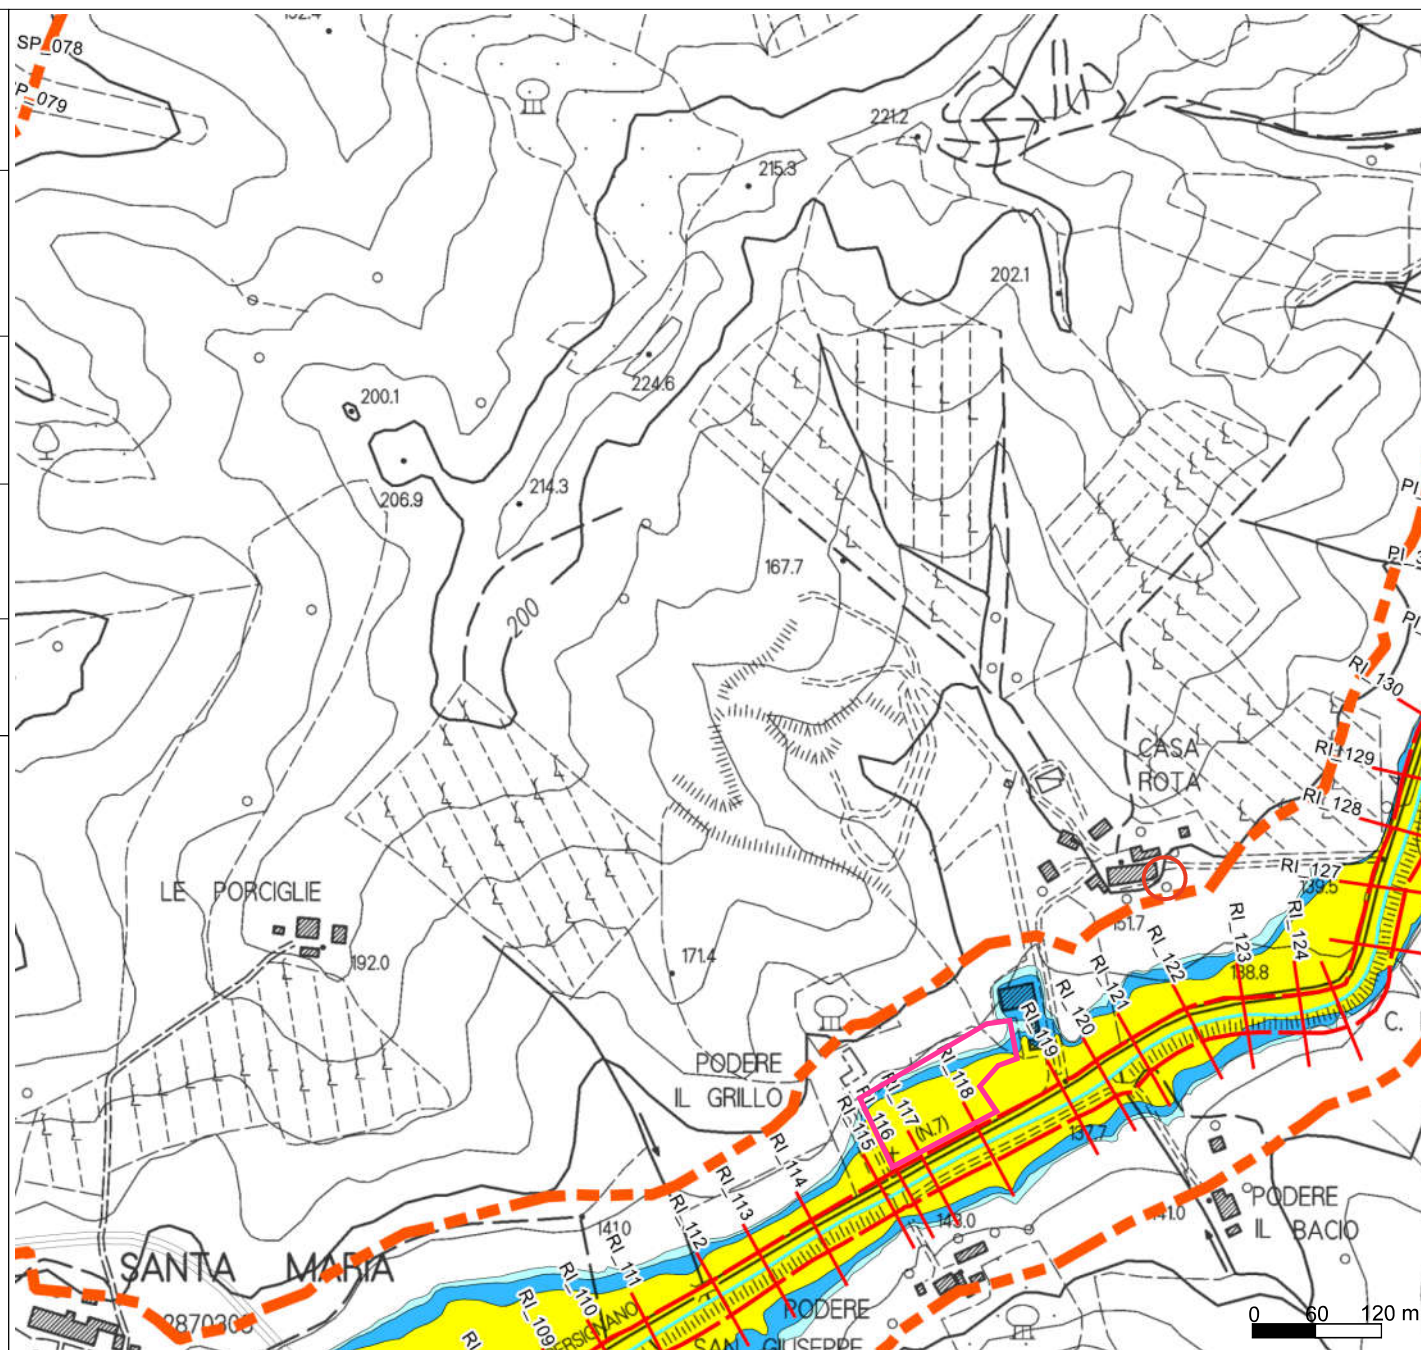 SP_078
221.2
215.3
202.1
200.1
224.6
206.9
214.3
167.7
200
RI_130
CASA
ROTA
RI_129
RI_128
RI_127
139.5
LE PORCIGLIE
192.0
171.4
151.7
RI_122
RI_123
RI_124
138.8
RI_121
RI_120
RI_119
C.
PODERE
IL GRILLO
RI_118
RI_117
RI_116
RI_115
(N.7)
137.7
RI_114
RI_113
RI_112
143.0
141.0
PODERE
IL BACIO
141.0
RI_111
RI_110
RI_109
SANTA MARIA
PODERE
SAN GIUSEPPE
0 60 120 m